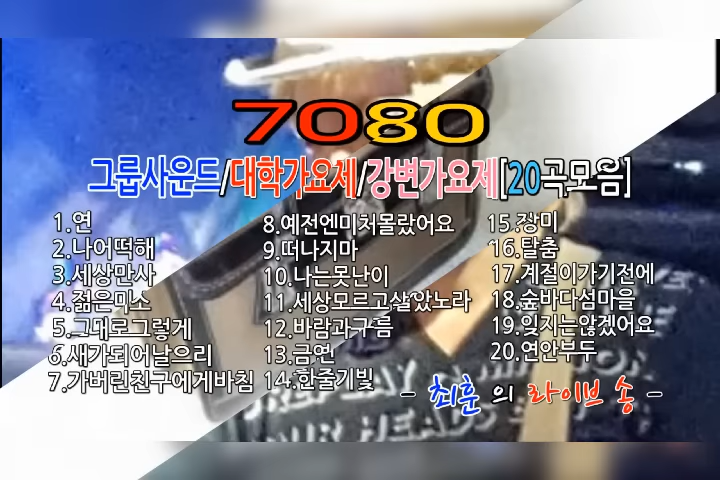 7080
그룹사운드/대학가요제/강변가요제[20곡모음]
1.연
2.나어떡해
3.세상만사
4.젊은미소
5.그대로그렇게
6.새가되어날으리
7.가버린친구에게바침
8.예전엔미처몰랐어요
9.떠나지마
10.나는못난이
11.세상모르고살았노라
12.바람과구름
13.금연
14.한줄기빛
15.장미
16.탈춤
17.계절이가기전에
18.숲바다섬마을
19.잊지는않겠어요
20.연안부두
- 최훈 의 라이브 송 -
HEADS